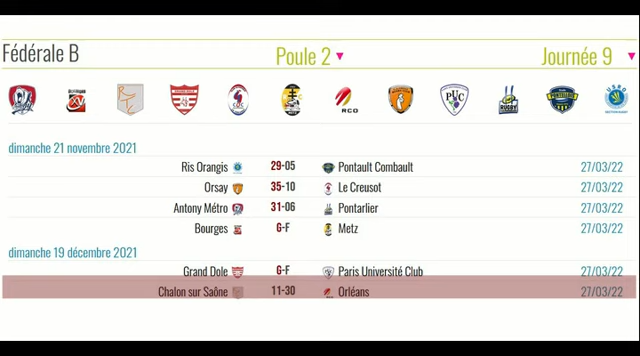 Fédérale B Poule 2 Journée 9
RTC PUC RUGBY
RCO
dimanche 21 novembre 2021
Ris Orangis 29-05 Pontault Combault 27/03/22
Orsay 35-10 Le Creusot 27/03/22
Antony Métro 31-06 Pontarlier 27/03/22
Bourges G-F Metz 27/03/22
dimanche 19 décembre 2021
Grand Dole G-F Paris Université Club 27/03/22
Chalon sur Saône 11-30 Orléans 27/03/22